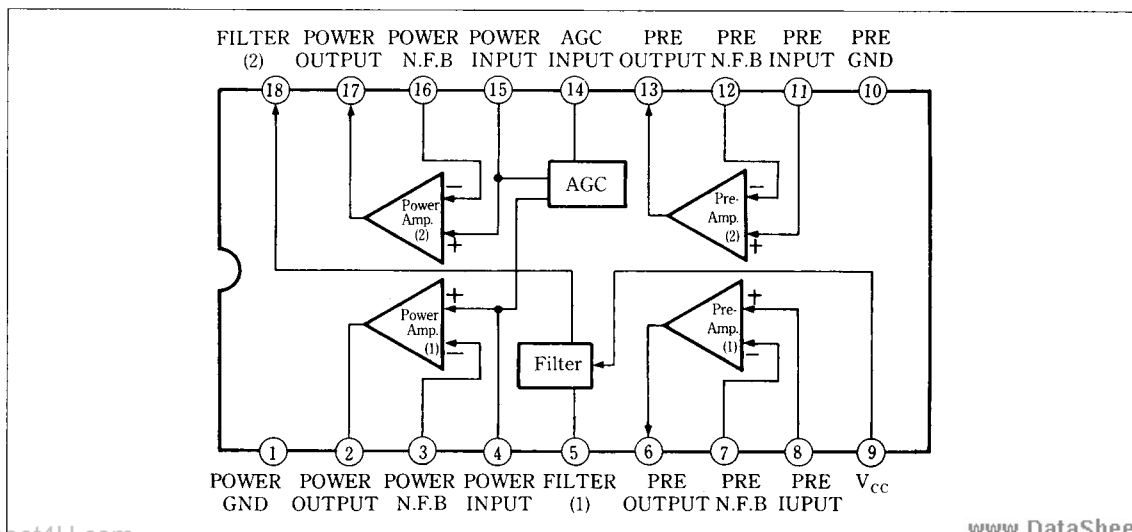 FILTER POWER POWER POWER AGC PRE PRE PRE PRE
(2) OUTPUT N.F.B INPUT INPUT OUTPUT N.F.B INPUT GND
18 17 16 15 14 13 12 11 10
− AGC −
Power Amp. (2)
Pre-Amp. (2)
+ +
+ +
Power Amp. (1)
Pre-Amp. (1)
− Filter −
1 2 3 4 5 6 7 8 9
POWER POWER POWER POWER FILTER PRE PRE PRE VCC
GND OUTPUT N.F.B INPUT (1) OUTPUT N.F.B IUPUT
www.DataShee